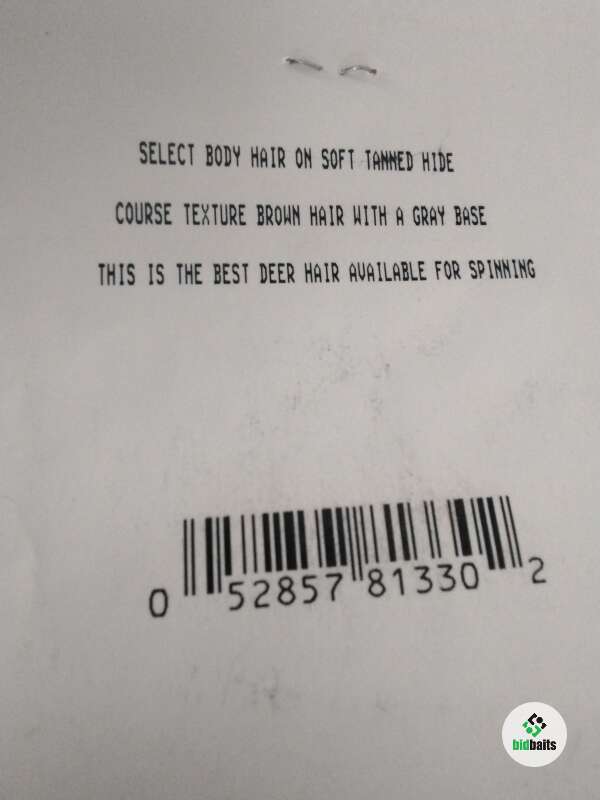 SELECT BODY HAIR ON SOFT TANNED HIDE
COURSE TEXTURE BROWN HAIR WITH A GRAY BASE
THIS IS THE BEST DEER HAIR AVAILABLE FOR SPINNING
0 52857 81330 2
bidbaits